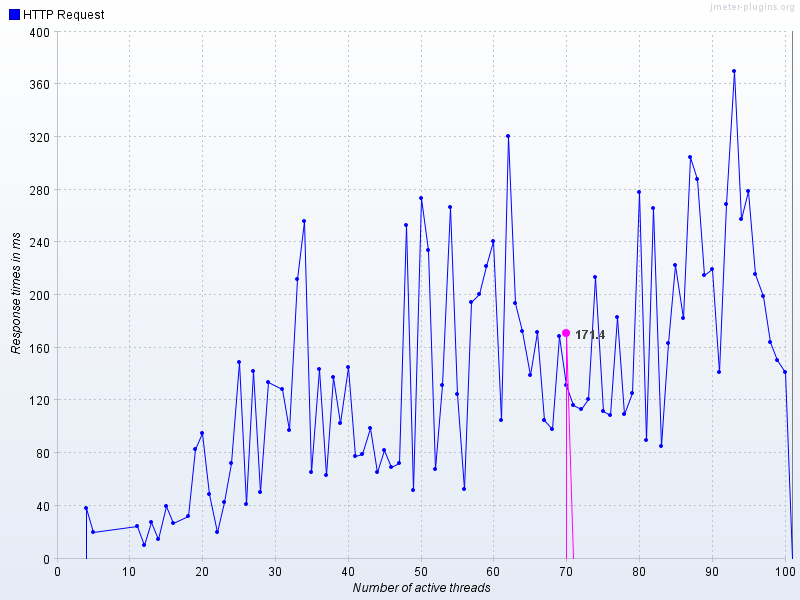 jmeter-plugins.org
HTTP Request
400
360
320
280
240
200
160
120
80
40
0
Response times in ms
171.4
0 10 20 30 40 50 60 70 80 90 100
Number of active threads